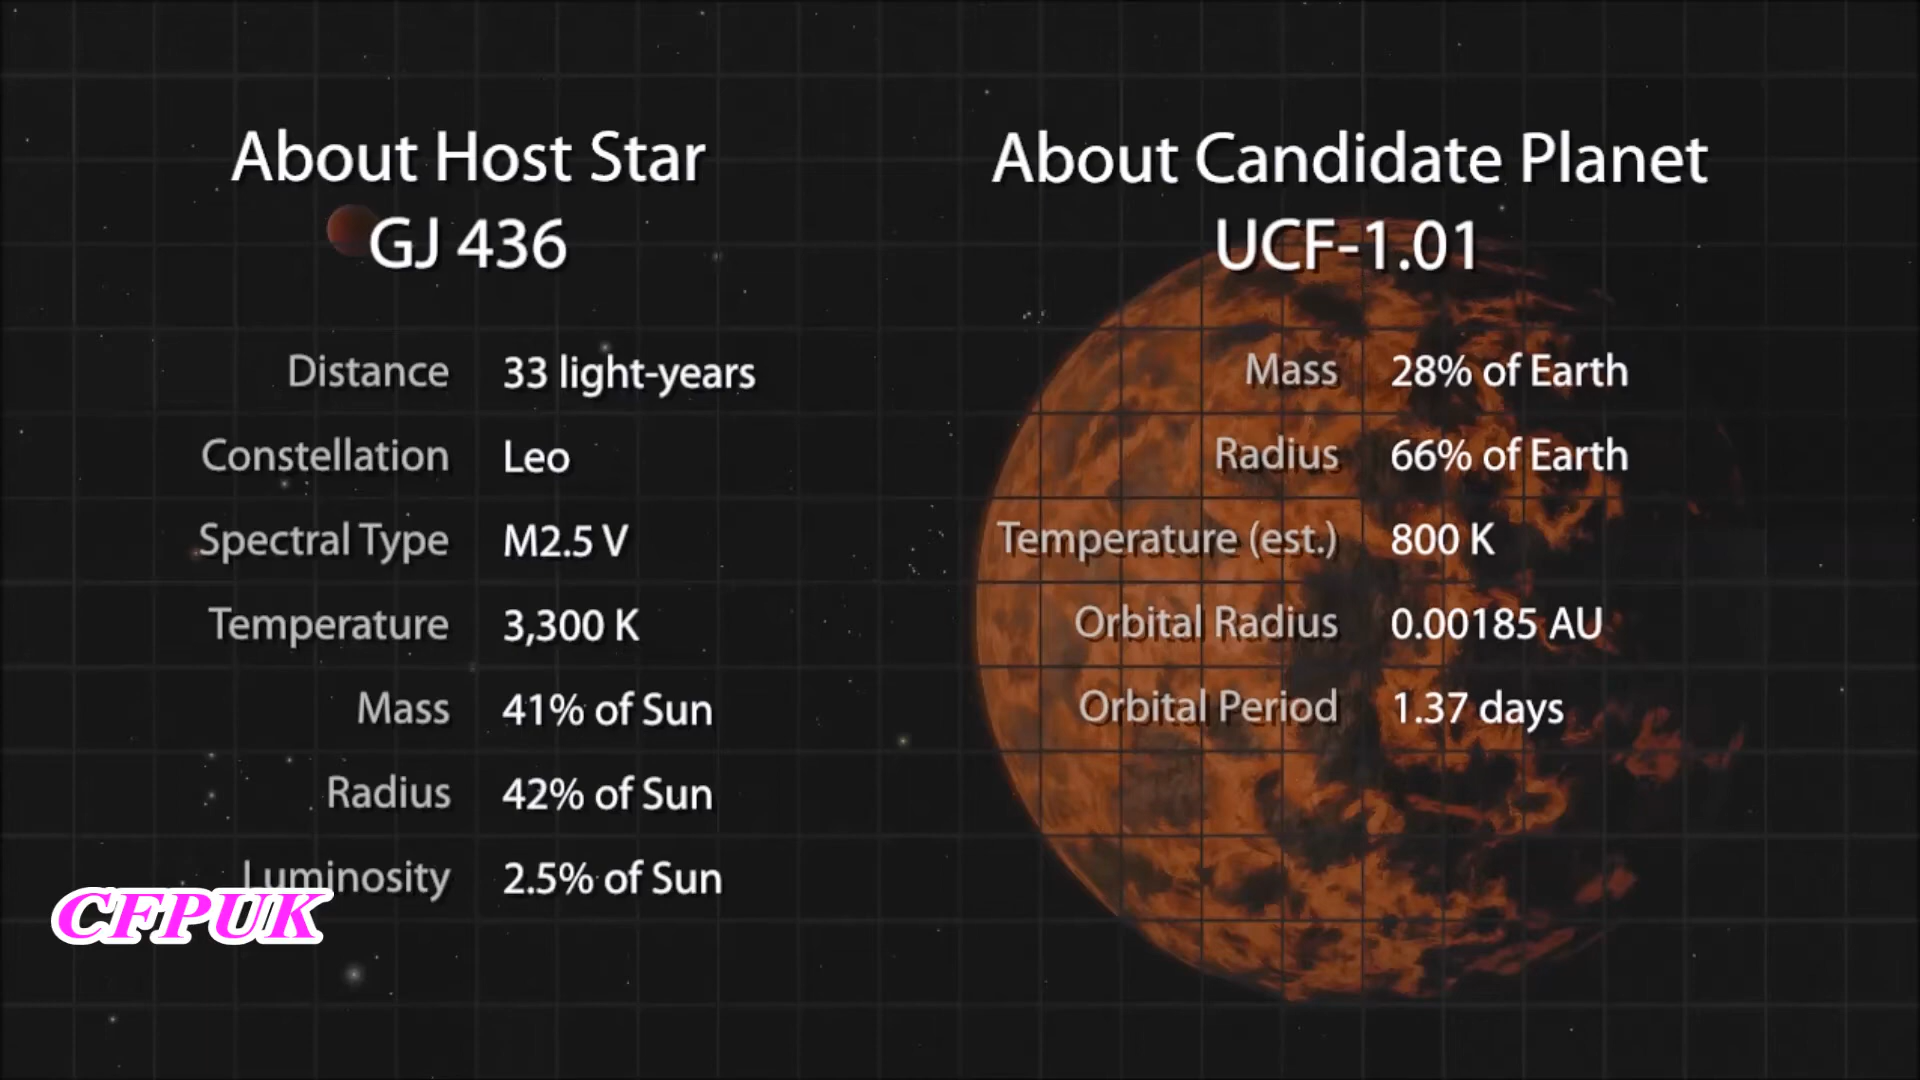 About Host Star
GJ 436
Distance 33 light-years
Constellation Leo
Spectral Type M2.5 V
Temperature 3,300 K
Mass 41% of Sun
Radius 42% of Sun
Luminosity 2.5% of Sun
About Candidate Planet
UCF-1.01
Mass 28% of Earth
Radius 66% of Earth
Temperature (est.) 800 K
Orbital Radius 0.00185 AU
Orbital Period 1.37 days
CFPUK